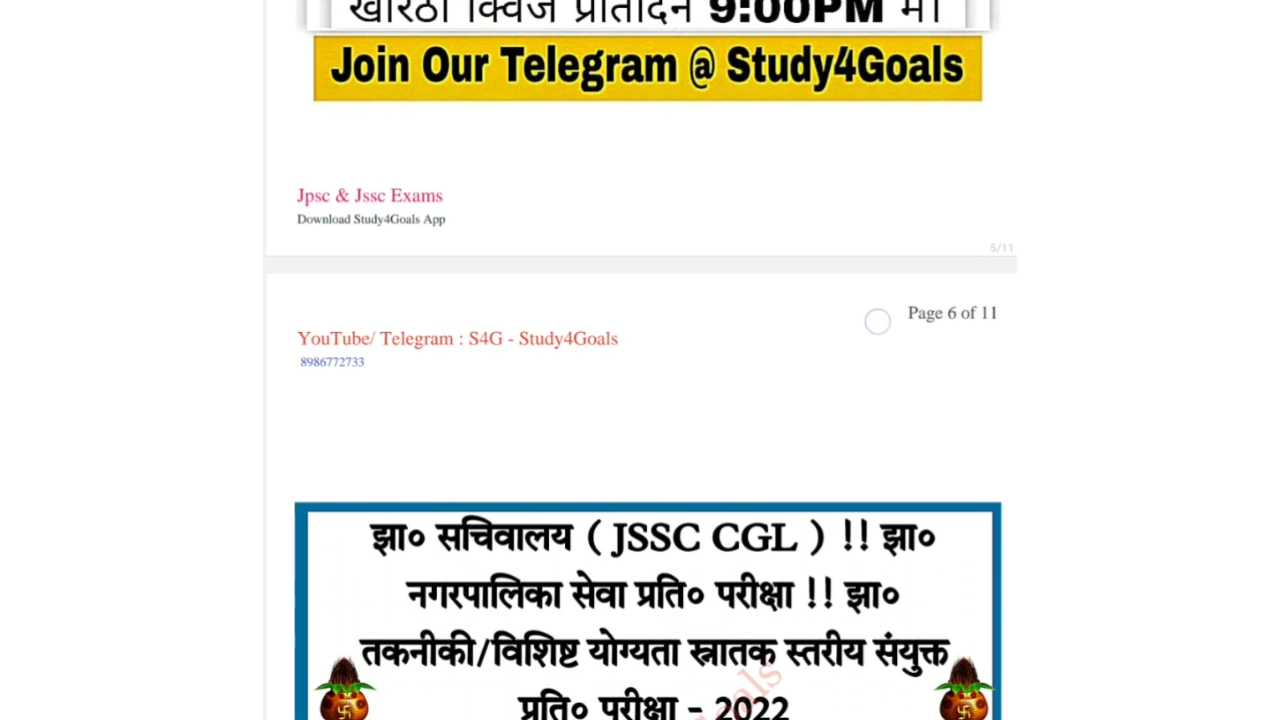 खोरठा क्विज प्रतिदिन 9:00PM में।
Join Our Telegram @ Study4Goals
Jpsc & Jssc Exams
Download Study4Goals App
5/11
Page 6 of 11
YouTube/ Telegram : S4G - Study4Goals
8986772733
झा० सचिवालय ( JSSC CGL ) !! झा०
नगरपालिका सेवा प्रति० परीक्षा !! झा०
तकनीकी/विशिष्ट योग्यता स्नातक स्तरीय संयुक्त
प्रति० परीक्षा - 2022